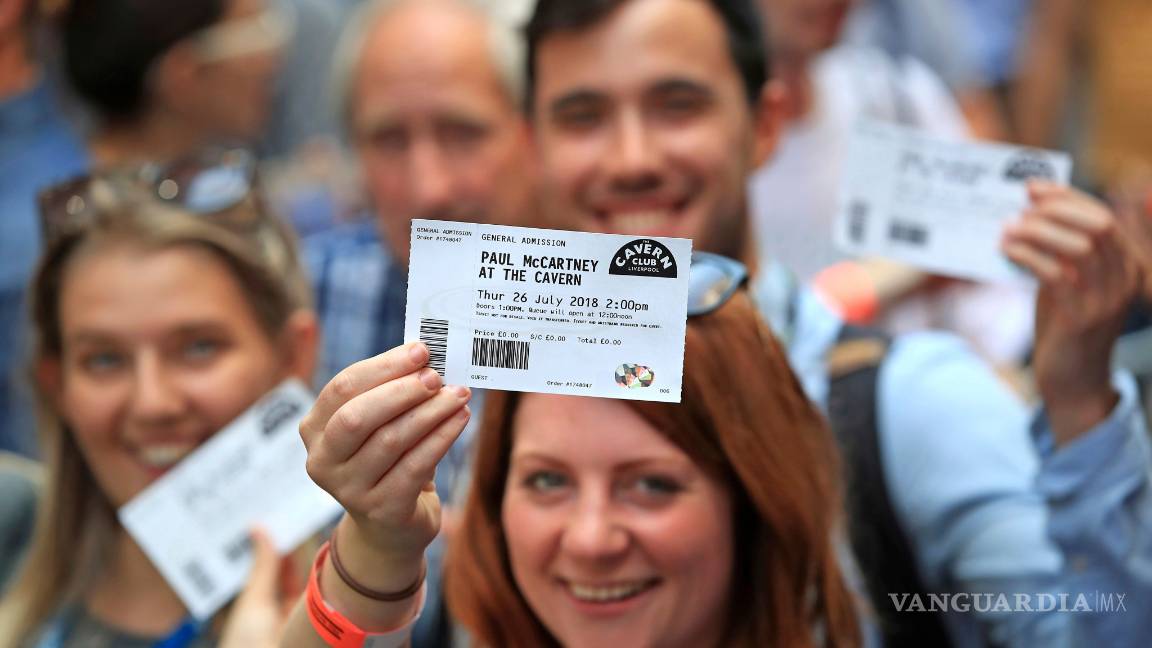 GENERAL ADMISSION
Order #1748047
GENERAL ADMISSION
PAUL McCARTNEY
AT THE CAVERN
THE
CAVERN
CLUB
LIVERPOOL
Thur 26 July 2018 2:00pm
Doors 1:00PM. Queue will open at 12:00noon
Price £0.00 S/C £0.00 Total £0.00
GUEST
Order #1748047
VANGUARDIA|MX